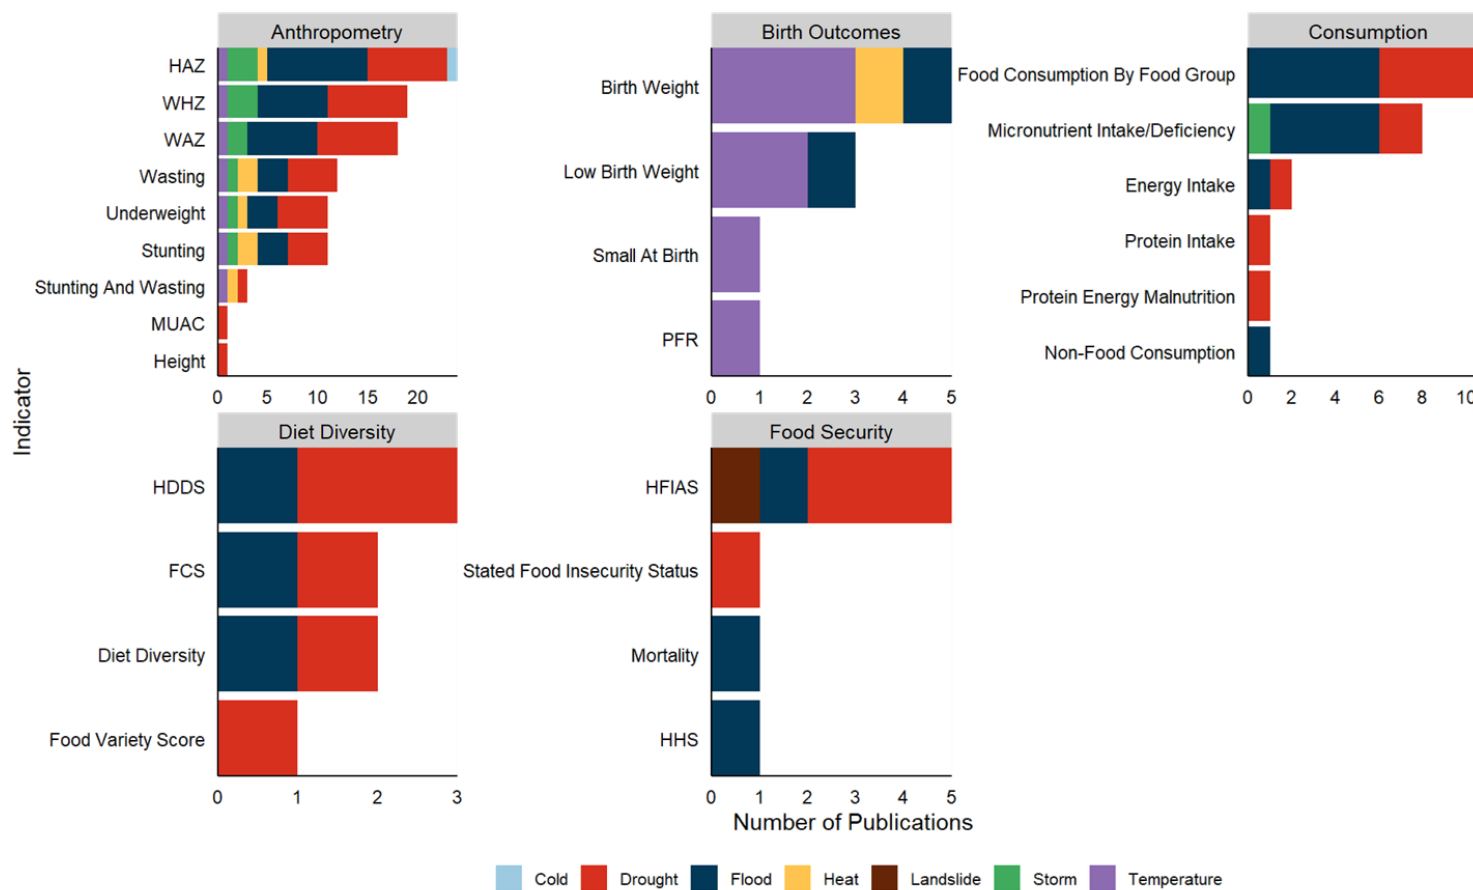 Anthropometry
HAZ
WHZ
WAZ
Wasting
Underweight
Stunting
Stunting And Wasting
MUAC
Height
0 5 10 15 20
Birth Outcomes
Birth Weight
Low Birth Weight
Small At Birth
PFR
0 1 2 3 4 5
Consumption
Food Consumption By Food Group
Micronutrient Intake/Deficiency
Energy Intake
Protein Intake
Protein Energy Malnutrition
Non-Food Consumption
0 2 4 6 8 10
Indicator
Diet Diversity
HDDS
FCS
Diet Diversity
Food Variety Score
0 1 2 3
Food Security
HFIAS
Stated Food Insecurity Status
Mortality
HHS
0 1 2 3 4 5
Number of Publications
Cold Drought Flood Heat Landslide Storm Temperature